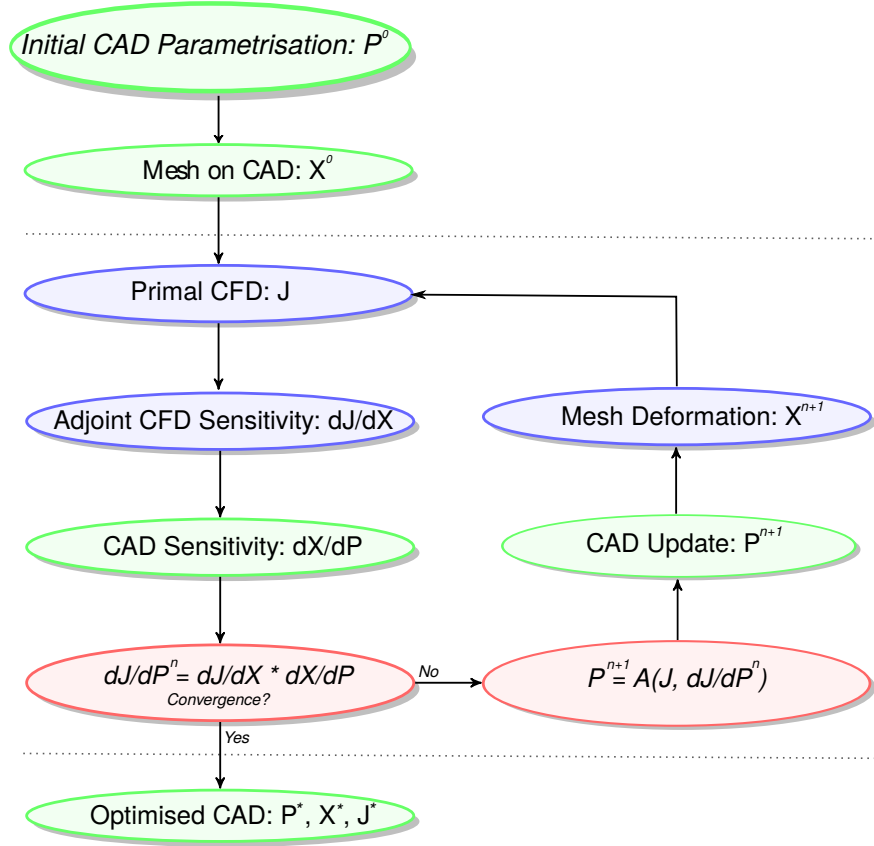 Initial CAD Parametrisation: P⁰
Mesh on CAD: X⁰
Primal CFD: J
Adjoint CFD Sensitivity: dJ/dX
Mesh Deformation: Xⁿ⁺¹
CAD Sensitivity: dX/dP
CAD Update: Pⁿ⁺¹
dJ/dPⁿ= dJ/dX * dX/dP
Convergence?
No
Pⁿ⁺¹= A(J, dJ/dPⁿ)
Yes
Optimised CAD: P*, X*, J*